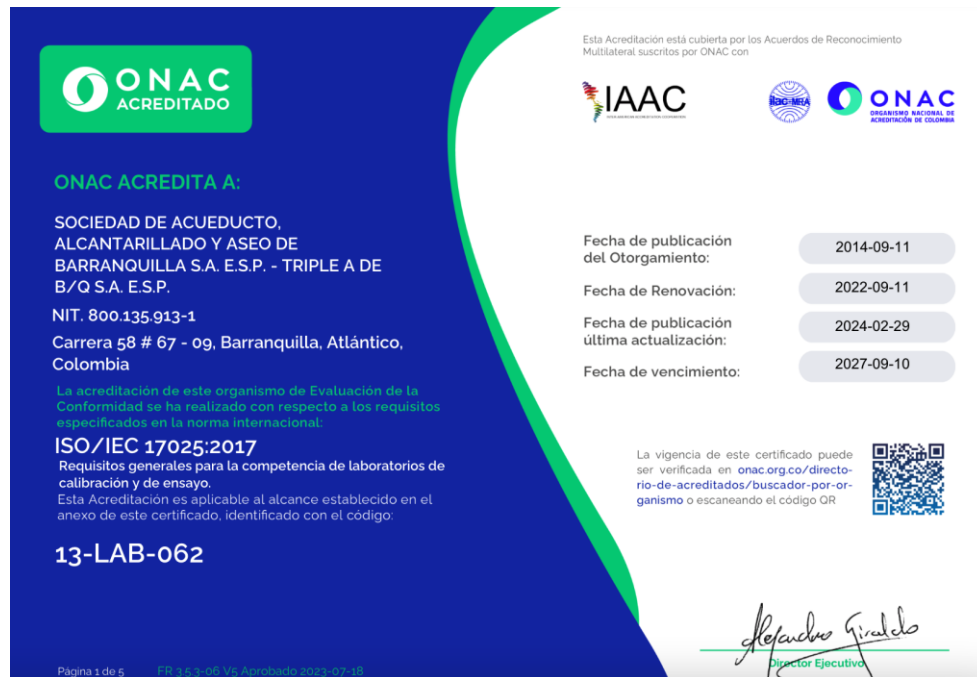 ONAC
ACREDITADO
ONAC ACREDITA A:
SOCIEDAD DE ACUEDUCTO,
ALCANTARILLADO Y ASEO DE
BARRANQUILLA S.A. E.S.P. - TRIPLE A DE
B/Q S.A. E.S.P.
NIT. 800.135.913-1
Carrera 58 # 67 - 09, Barranquilla, Atlántico,
Colombia
La acreditación de este organismo de Evaluación de la
Conformidad se ha realizado con respecto a los requisitos
especificados en la norma internacional:
ISO/IEC 17025:2017
Requisitos generales para la competencia de laboratorios de
calibración y de ensayo.
Esta Acreditación es aplicable al alcance establecido en el
anexo de este certificado, identificado con el código:
13-LAB-062
Página 1 de 5 FR 3.5.3-06 V5 Aprobado 2023-07-18
Esta Acreditación está cubierta por los Acuerdos de Reconocimiento
Multilateral suscritos por ONAC con
IAAC
ilac-MRA
ONAC
ORGANISMO NACIONAL DE
ACREDITACIÓN DE COLOMBIA
Fecha de publicación
del Otorgamiento: 2014-09-11
Fecha de Renovación: 2022-09-11
Fecha de publicación
última actualización: 2024-02-29
Fecha de vencimiento: 2027-09-10
La vigencia de este certificado puede
ser verificada en onac.org.co/directo-
rio-de-acreditados/buscador-por-or-
ganismo o escaneando el código QR
Alejandro Giraldo
Director Ejecutivo